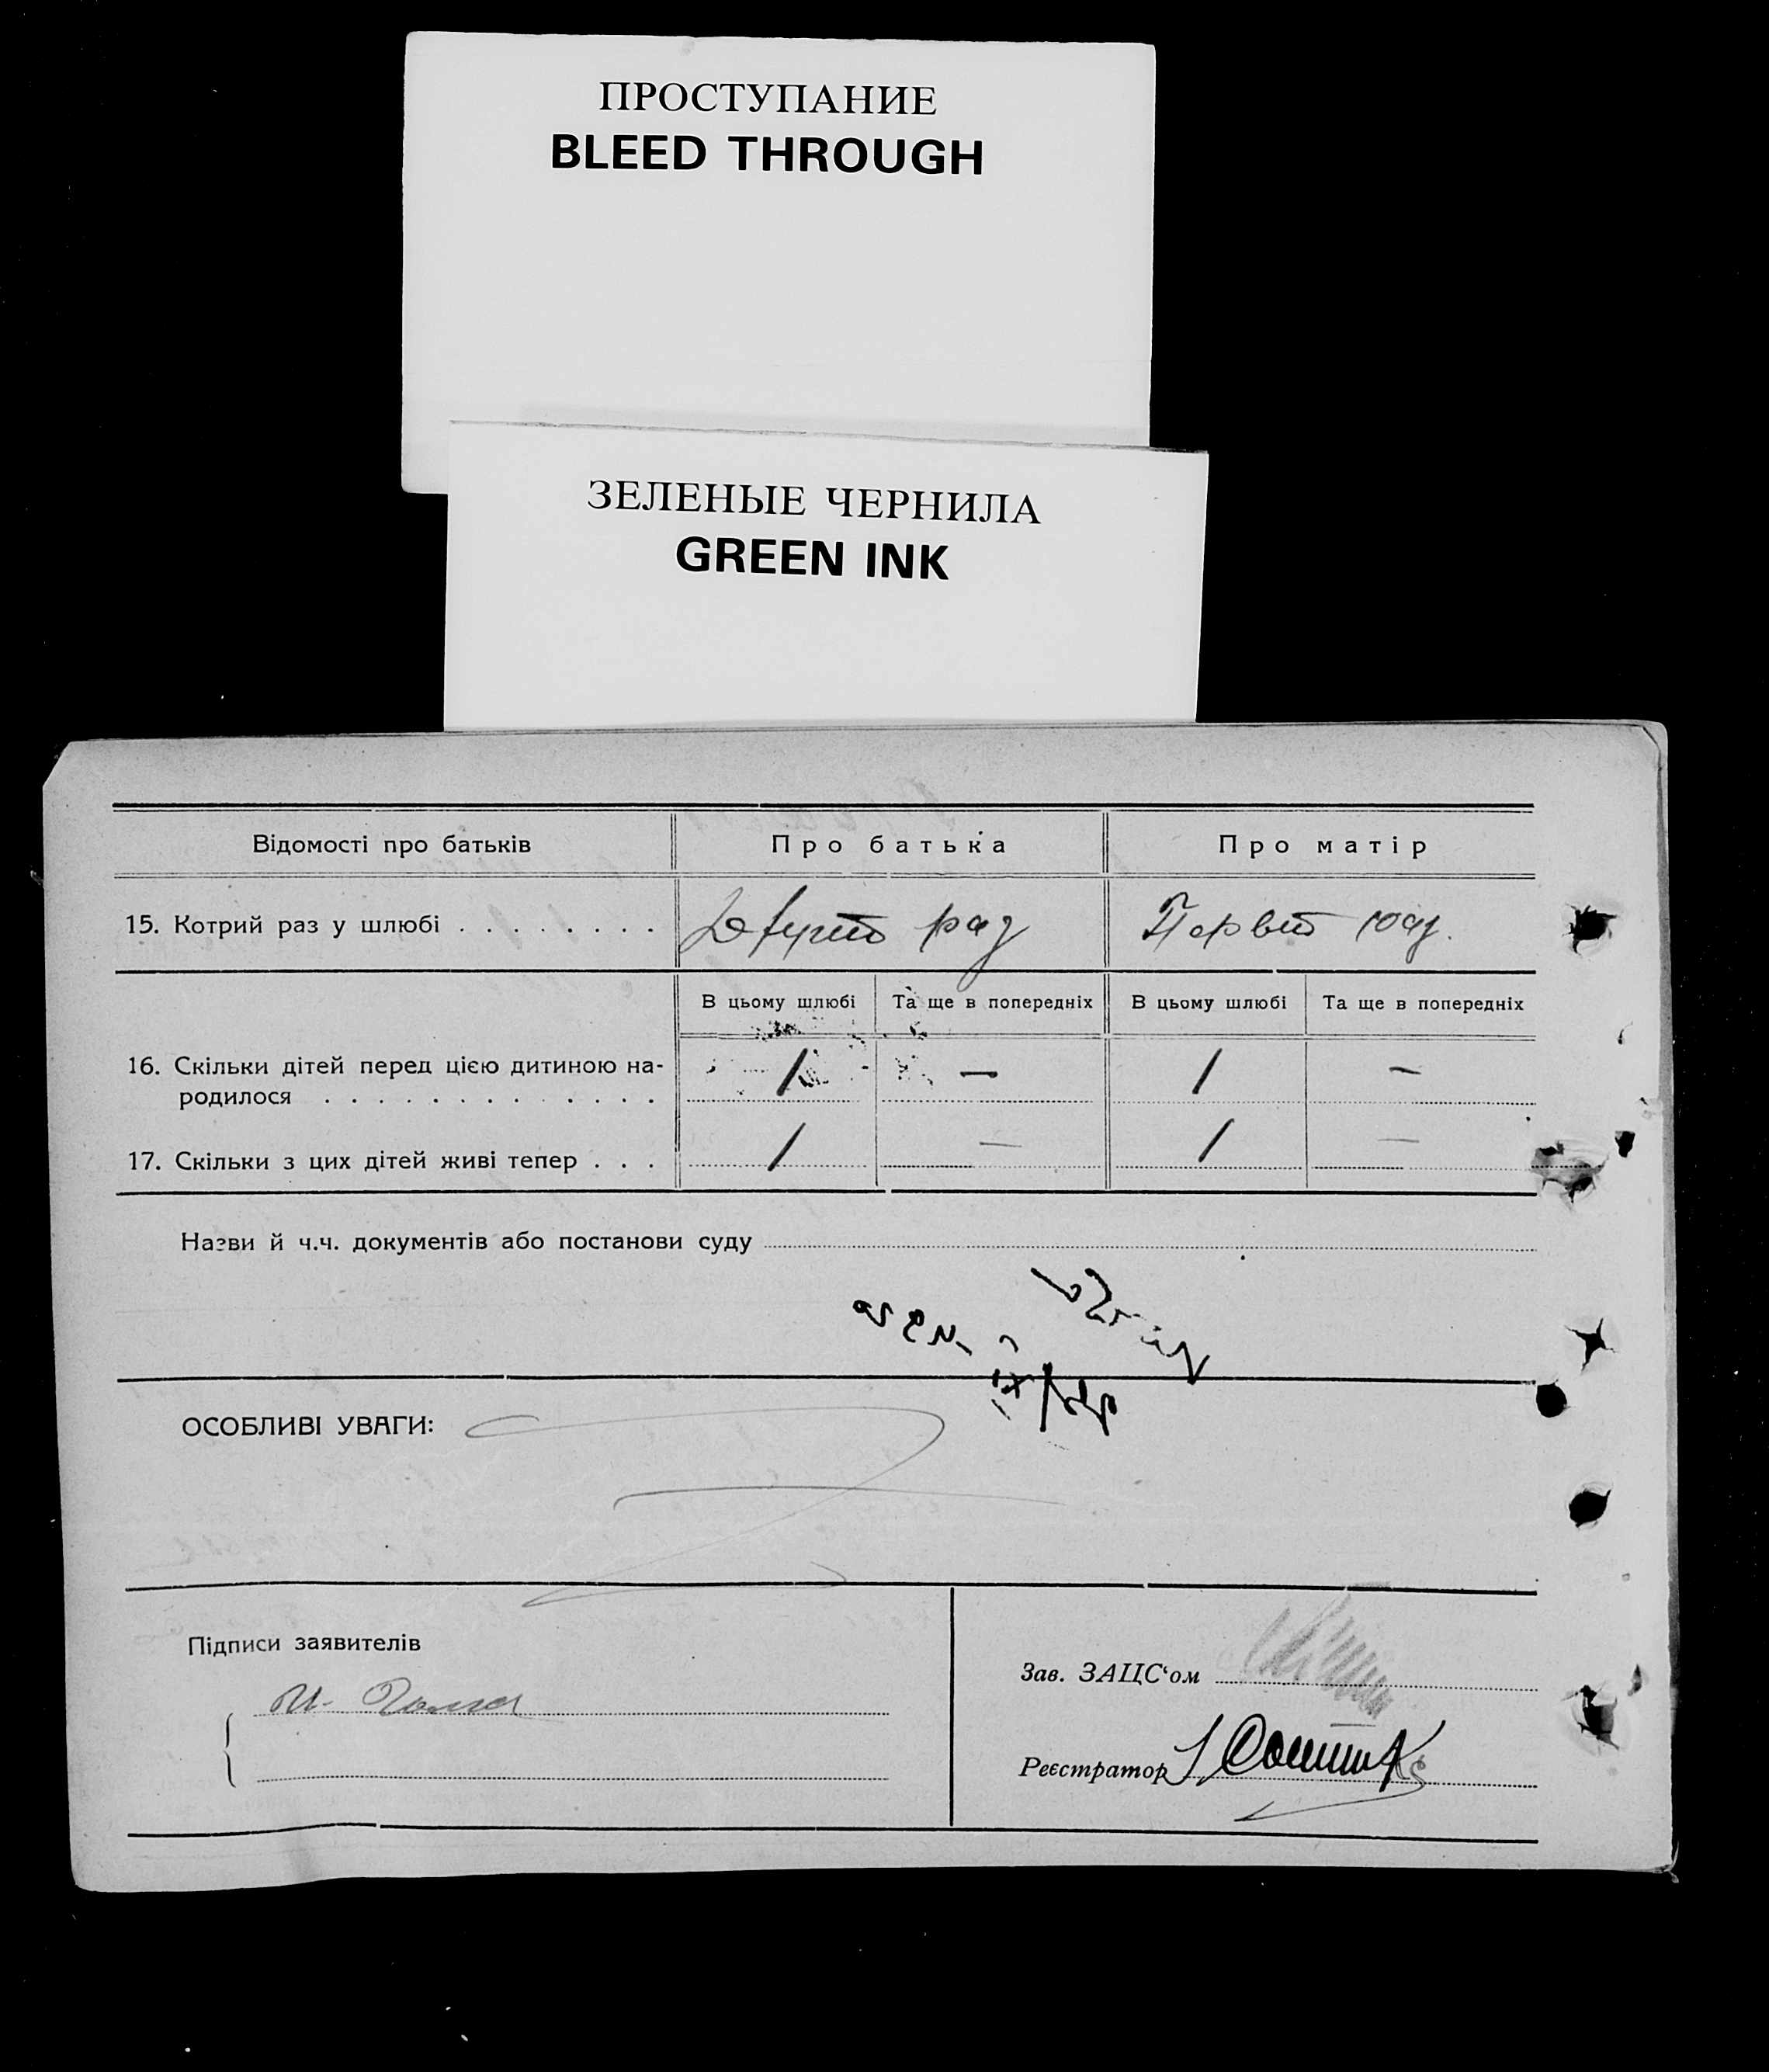 ПРОСТУПАНИЕ
BLEED THROUGH
ЗЕЛЕНЫЕ ЧЕРНИЛА
GREEN INK
Відомості про батьків Про батька Про матір
15. Котрий раз у шлюбі . . . . . . . . раз Первий раз.
В цьому шлюбі Та ще в попередніх В цьому шлюбі Та ще в попередніх
16. Скільки дітей перед цією дитиною на- 1 — 1 —
родилося . . . . . . . . . . . . .
17. Скільки з цих дітей живі тепер . . . 1 — 1 —
Назви й ч.ч. документів або постанови суду
ОСОБЛИВІ УВАГИ:
Підписи заявителів
Зав. ЗАЦС‘ом
Реєстратор